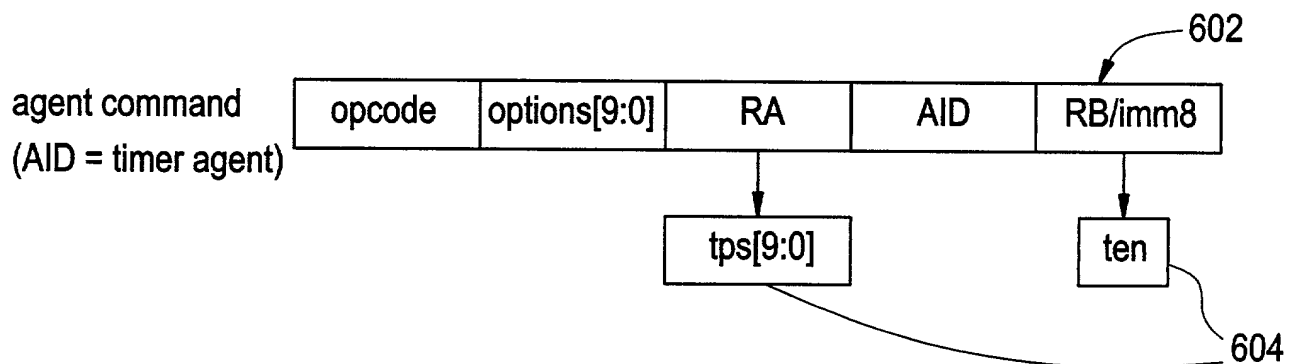 602
agent command
(AID = timer agent)
opcode options[9:0] RA AID RB/imm8
tps[9:0] ten
604